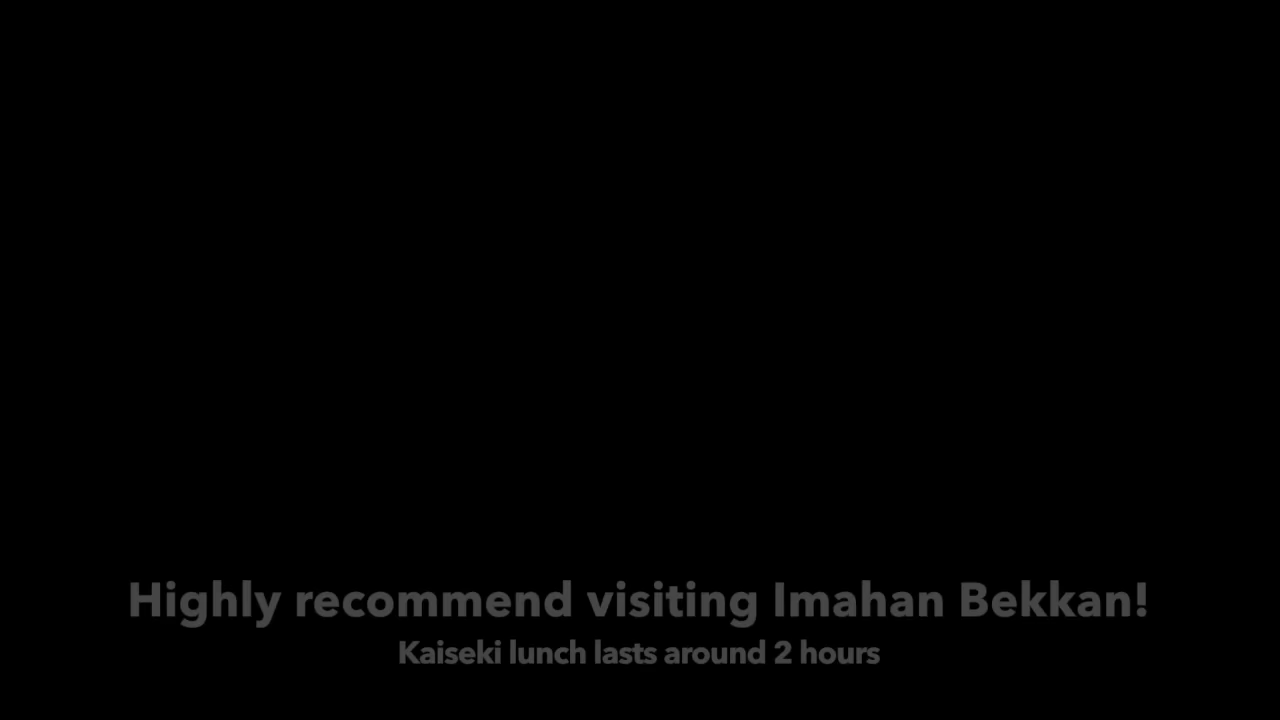 Highly recommend visiting Imahan Bekkan!
Kaiseki lunch lasts around 2 hours